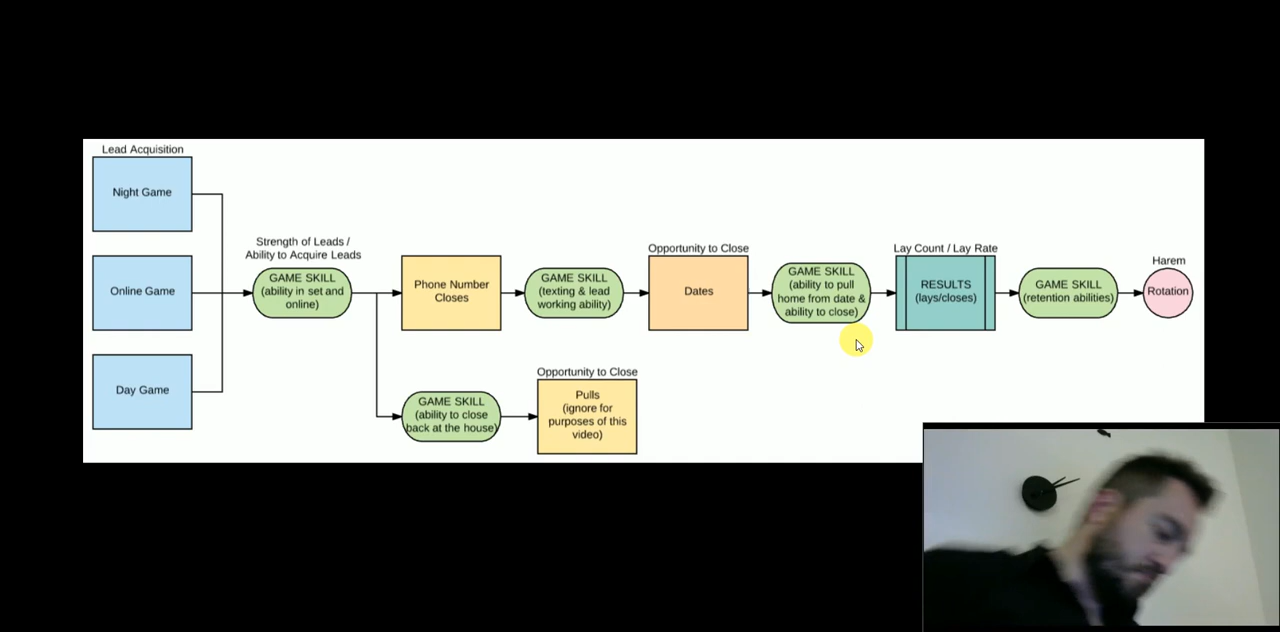 Lead Acquisition
Night Game
Online Game
Day Game
Strength of Leads /
Ability to Acquire Leads
GAME SKILL
(ability in set and
online)
Phone Number
Closes
GAME SKILL
(texting & lead
working ability)
Opportunity to Close
Dates
GAME SKILL
(ability to pull
home from date &
ability to close)
Lay Count / Lay Rate
RESULTS
(lays/closes)
GAME SKILL
(retention abilities)
Harem
Rotation
GAME SKILL
(ability to close
back at the house)
Opportunity to Close
Pulls
(ignore for
purposes of this
video)